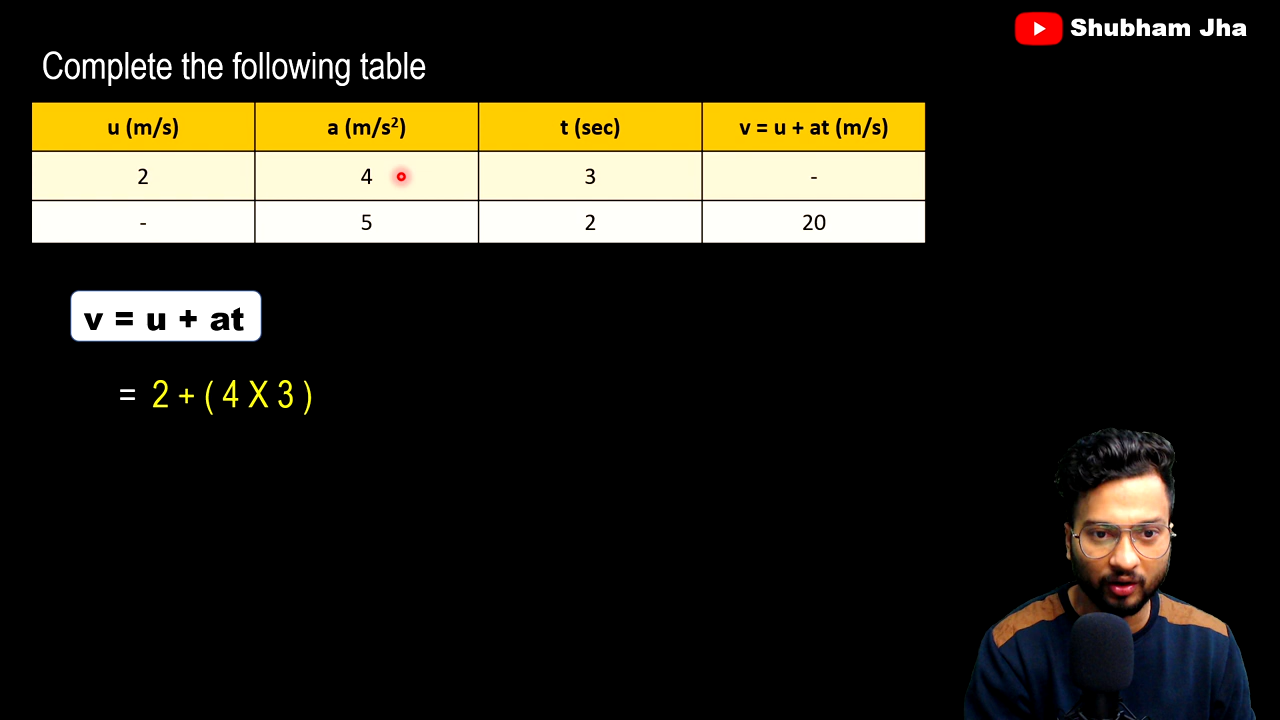 Shubham Jha
Complete the following table
u (m/s) a (m/s²) t (sec) v = u + at (m/s)
2 4 3 -
- 5 2 20
v = u + at
= 2 + ( 4 X 3 )